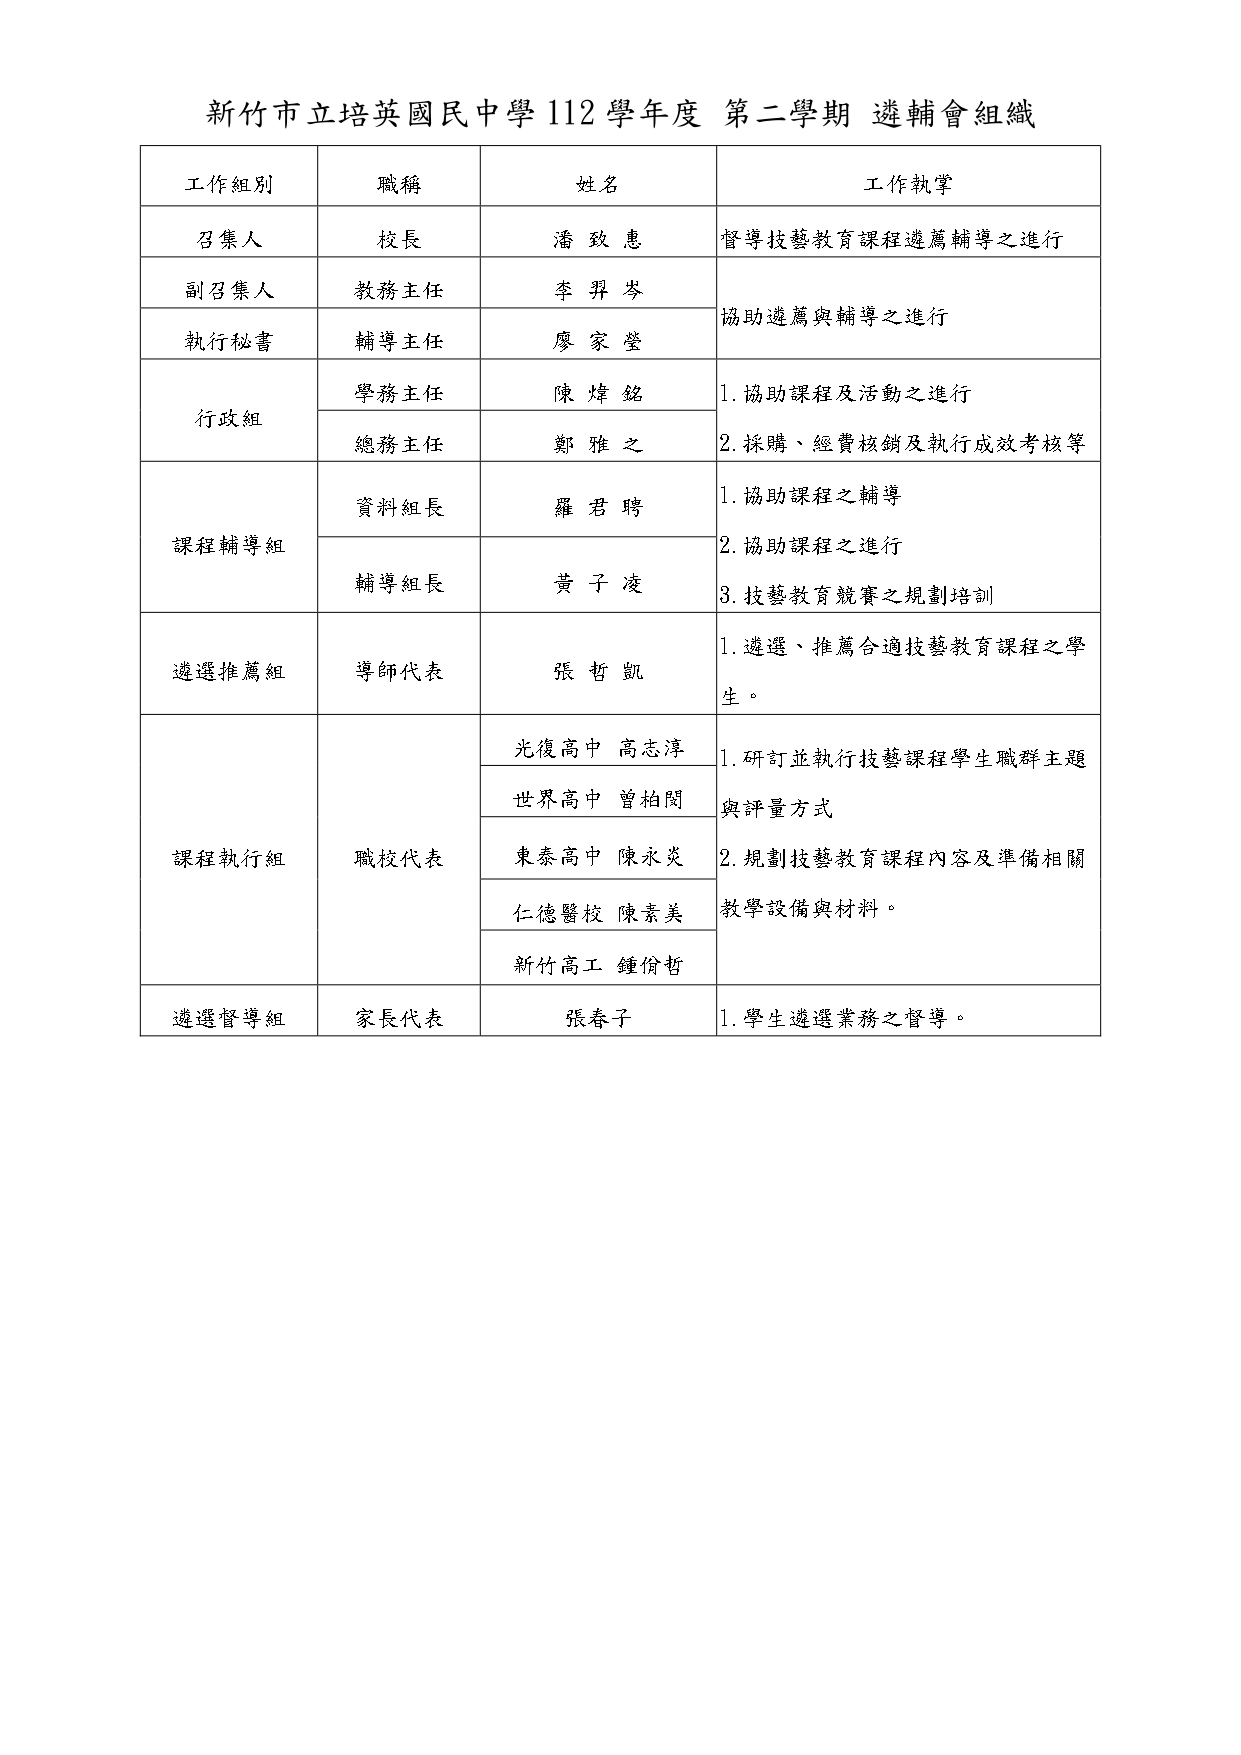 新竹市立培英國民中學 112 學年度 第二學期 遴輔會組織
工作組別 職稱 姓名 工作執掌
召集人 校長 潘 致 惠 督導技藝教育課程遴薦輔導之進行
副召集人 教務主任 李 羿 岑
協助遴薦與輔導之進行
執行秘書 輔導主任 廖 家 瑩
行政組
學務主任 陳 煒 銘 1.協助課程及活動之進行
總務主任 鄭 雅 之 2.採購、經費核銷及執行成效考核等
課程輔導組
資料組長 羅 君 聘
輔導組長 黃 子 凌
1.協助課程之輔導
2.協助課程之進行
3.技藝教育競賽之規劃培訓
遴選推薦組 導師代表 張 哲 凱
1.遴選、推薦合適技藝教育課程之學
生。
課程執行組 職校代表
光復高中 高志淳
世界高中 曾柏閔
東泰高中 陳永炎
仁德醫校 陳素美
新竹高工 鍾佾哲
1.研訂並執行技藝課程學生職群主題
與評量方式
2.規劃技藝教育課程內容及準備相關
教學設備與材料。
遴選督導組 家長代表 張春子 1.學生遴選業務之督導。